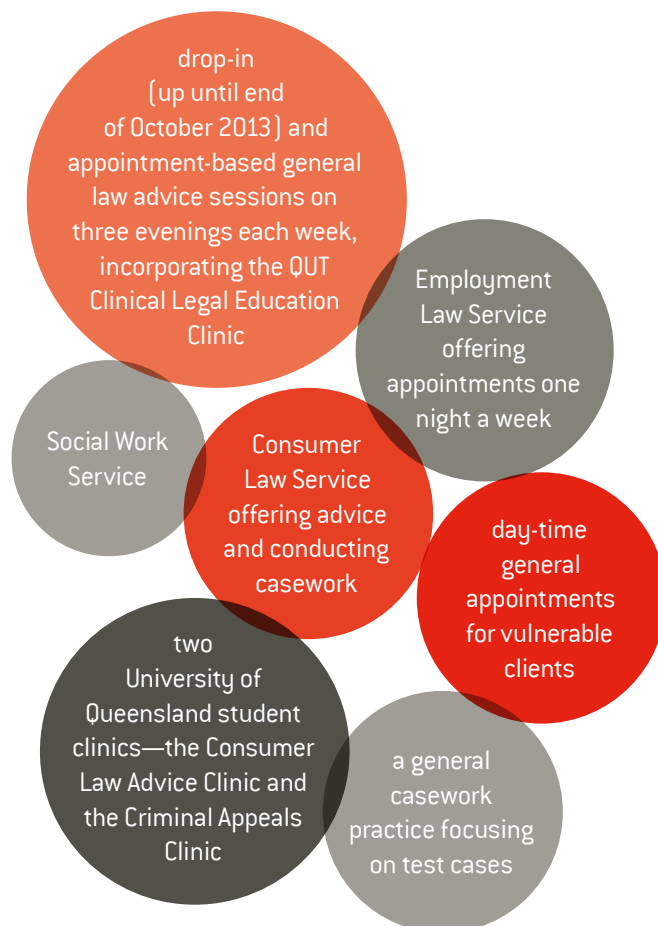 drop-in
(up until end
of October 2013) and
appointment-based general
law advice sessions on
three evenings each week,
incorporating the QUT
Clinical Legal Education
Clinic
Employment
Law Service
offering
appointments one
night a week
Social Work
Service
Consumer
Law Service
offering advice
and conducting
casework
day-time
general
appointments
for vulnerable
clients
two
University of
Queensland student
clinics—the Consumer
Law Advice Clinic and
the Criminal Appeals
Clinic
a general
casework
practice focusing
on test cases